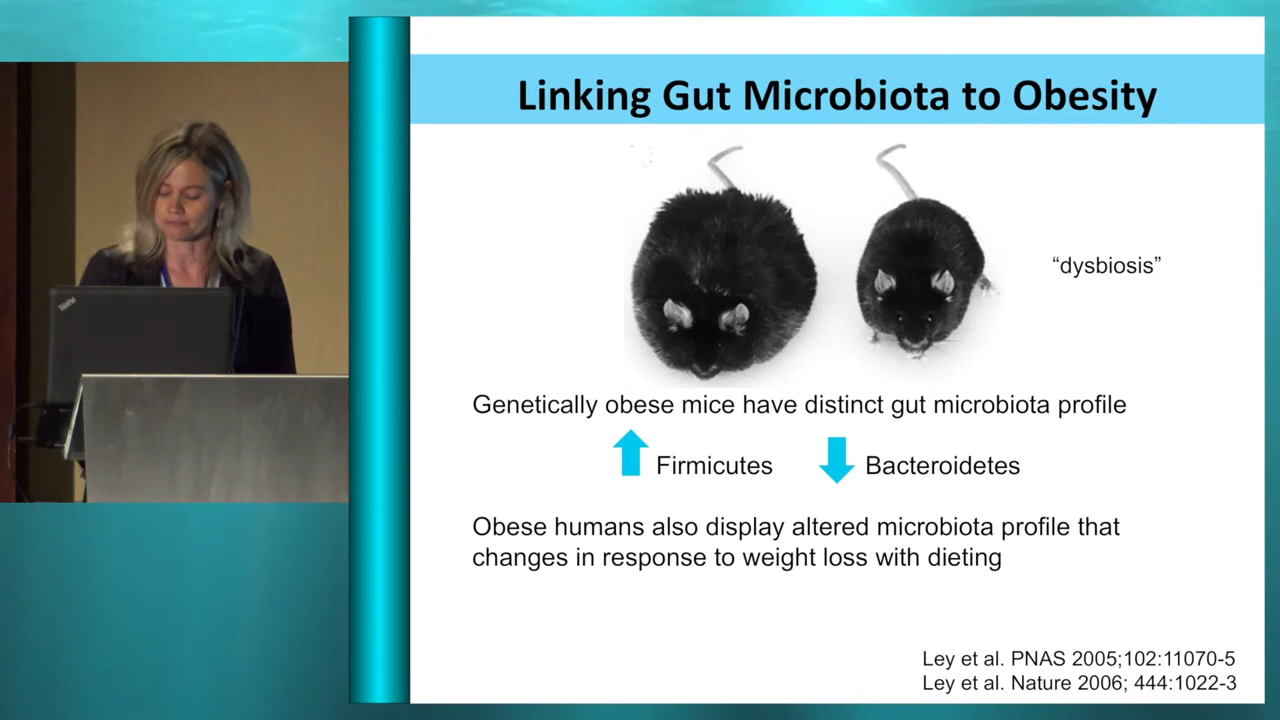 Linking Gut Microbiota to Obesity
“dysbiosis”
Genetically obese mice have distinct gut microbiota profile
Firmicutes
Bacteroidetes
Obese humans also display altered microbiota profile that
changes in response to weight loss with dieting
Ley et al. PNAS 2005;102:11070-5
Ley et al. Nature 2006; 444:1022-3
ThinkPad